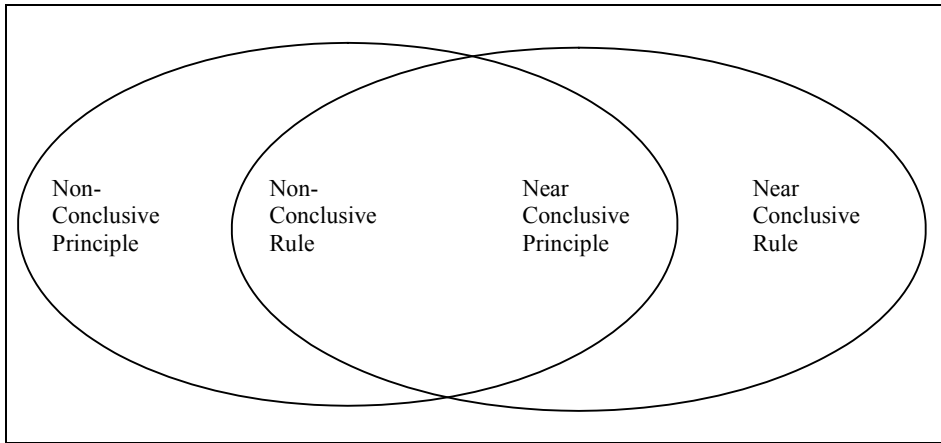 Non-
Conclusive
Principle
Non-
Conclusive
Rule
Near
Conclusive
Principle
Near
Conclusive
Rule